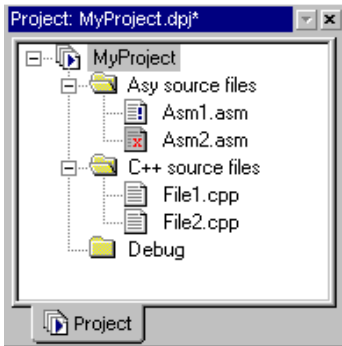 Project: MyProject.dpj*
MyProject
Asy source files
Asm1.asm
Asm2.asm
C++ source files
File1.cpp
File2.cpp
Debug
Project